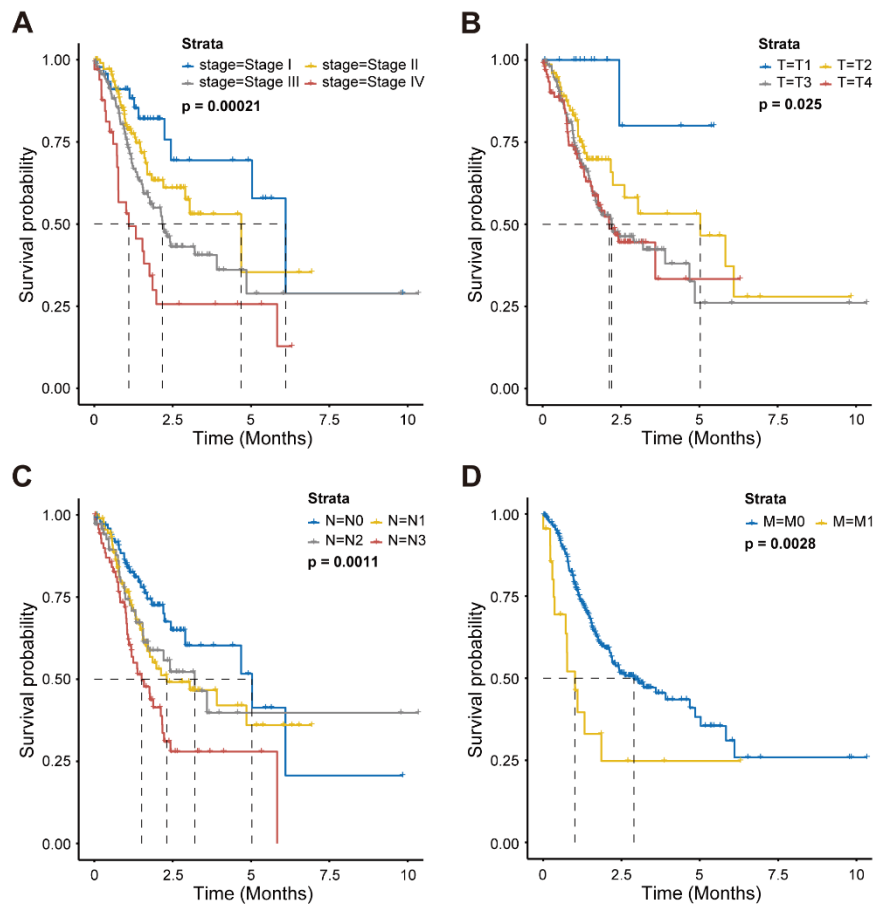 A
Strata
stage=Stage I stage=Stage II
stage=Stage III stage=Stage IV
p = 0.00021
1.00
0.75
0.50
0.25
0.00
Survival probability
0 2.5 5 7.5 10
Time (Months)
B
Strata
T=T1 T=T2
T=T3 T=T4
p = 0.025
1.00
0.75
0.50
0.25
0.00
Survival probability
0 2.5 5 7.5 10
Time (Months)
C
Strata
N=N0 N=N1
N=N2 N=N3
p = 0.0011
1.00
0.75
0.50
0.25
0.00
Survival probability
0 2.5 5 7.5 10
Time (Months)
D
Strata
M=M0 M=M1
p = 0.0028
1.00
0.75
0.50
0.25
0.00
Survival probability
0 2.5 5 7.5 10
Time (Months)